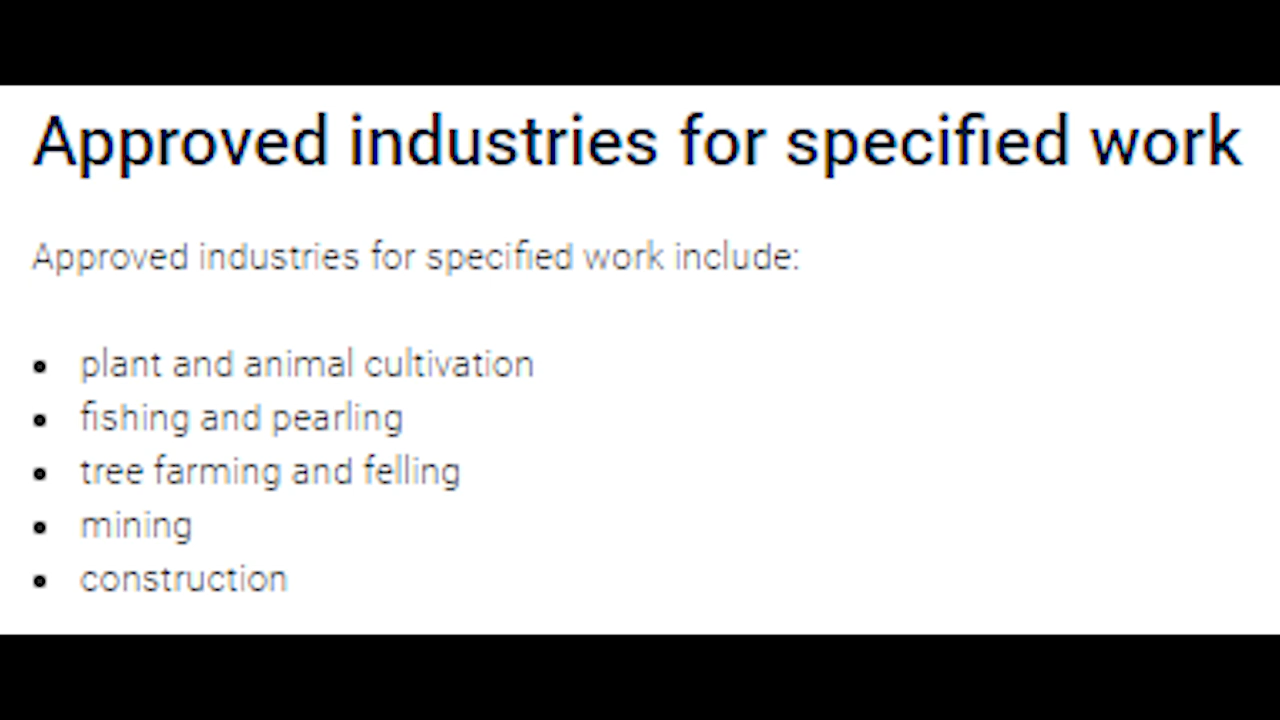 Approved industries for specified work
Approved industries for specified work include:
• plant and animal cultivation
• fishing and pearling
• tree farming and felling
• mining
• construction